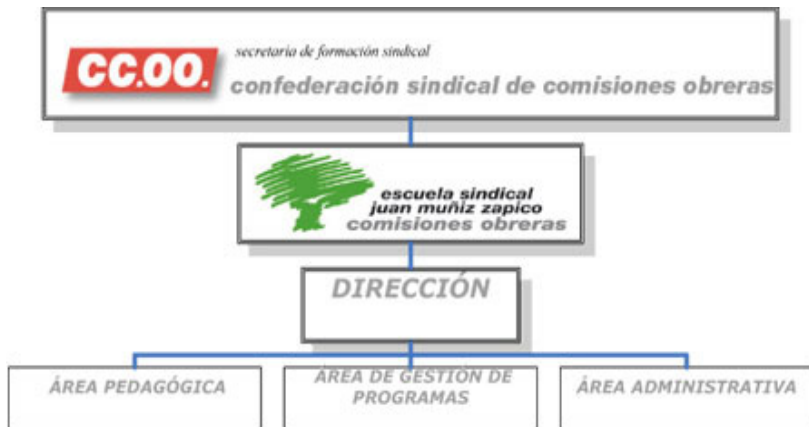 secretaria de formación sindical
CC.OO.
confederación sindical de comisiones obreras
escuela sindical
juan muñiz zapico
comisiones obreras
DIRECCIÓN
ÁREA PEDAGÓGICA
ÁREA DE GESTIÓN DE
PROGRAMAS
ÁREA ADMINISTRATIVA